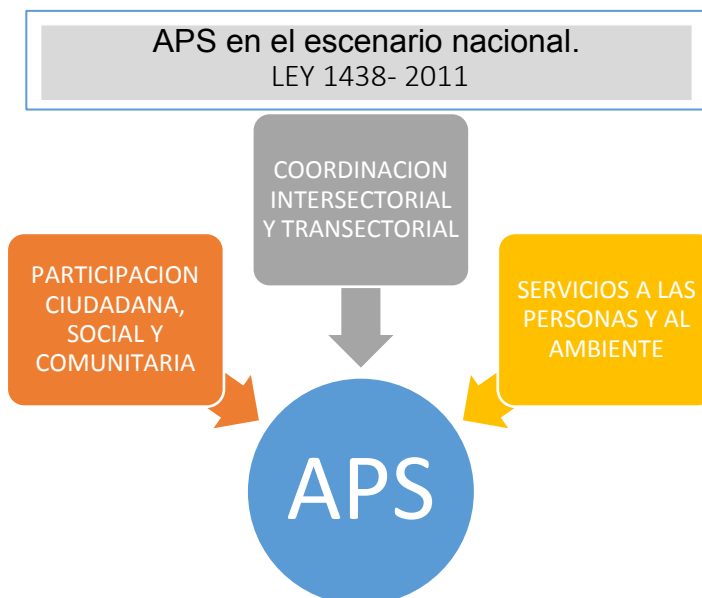 APS en el escenario nacional.
LEY 1438- 2011
COORDINACION
INTERSECTORIAL
Y TRANSECTORIAL
PARTICIPACION
CIUDADANA,
SOCIAL Y
COMUNITARIA
SERVICIOS A LAS
PERSONAS Y AL
AMBIENTE
APS